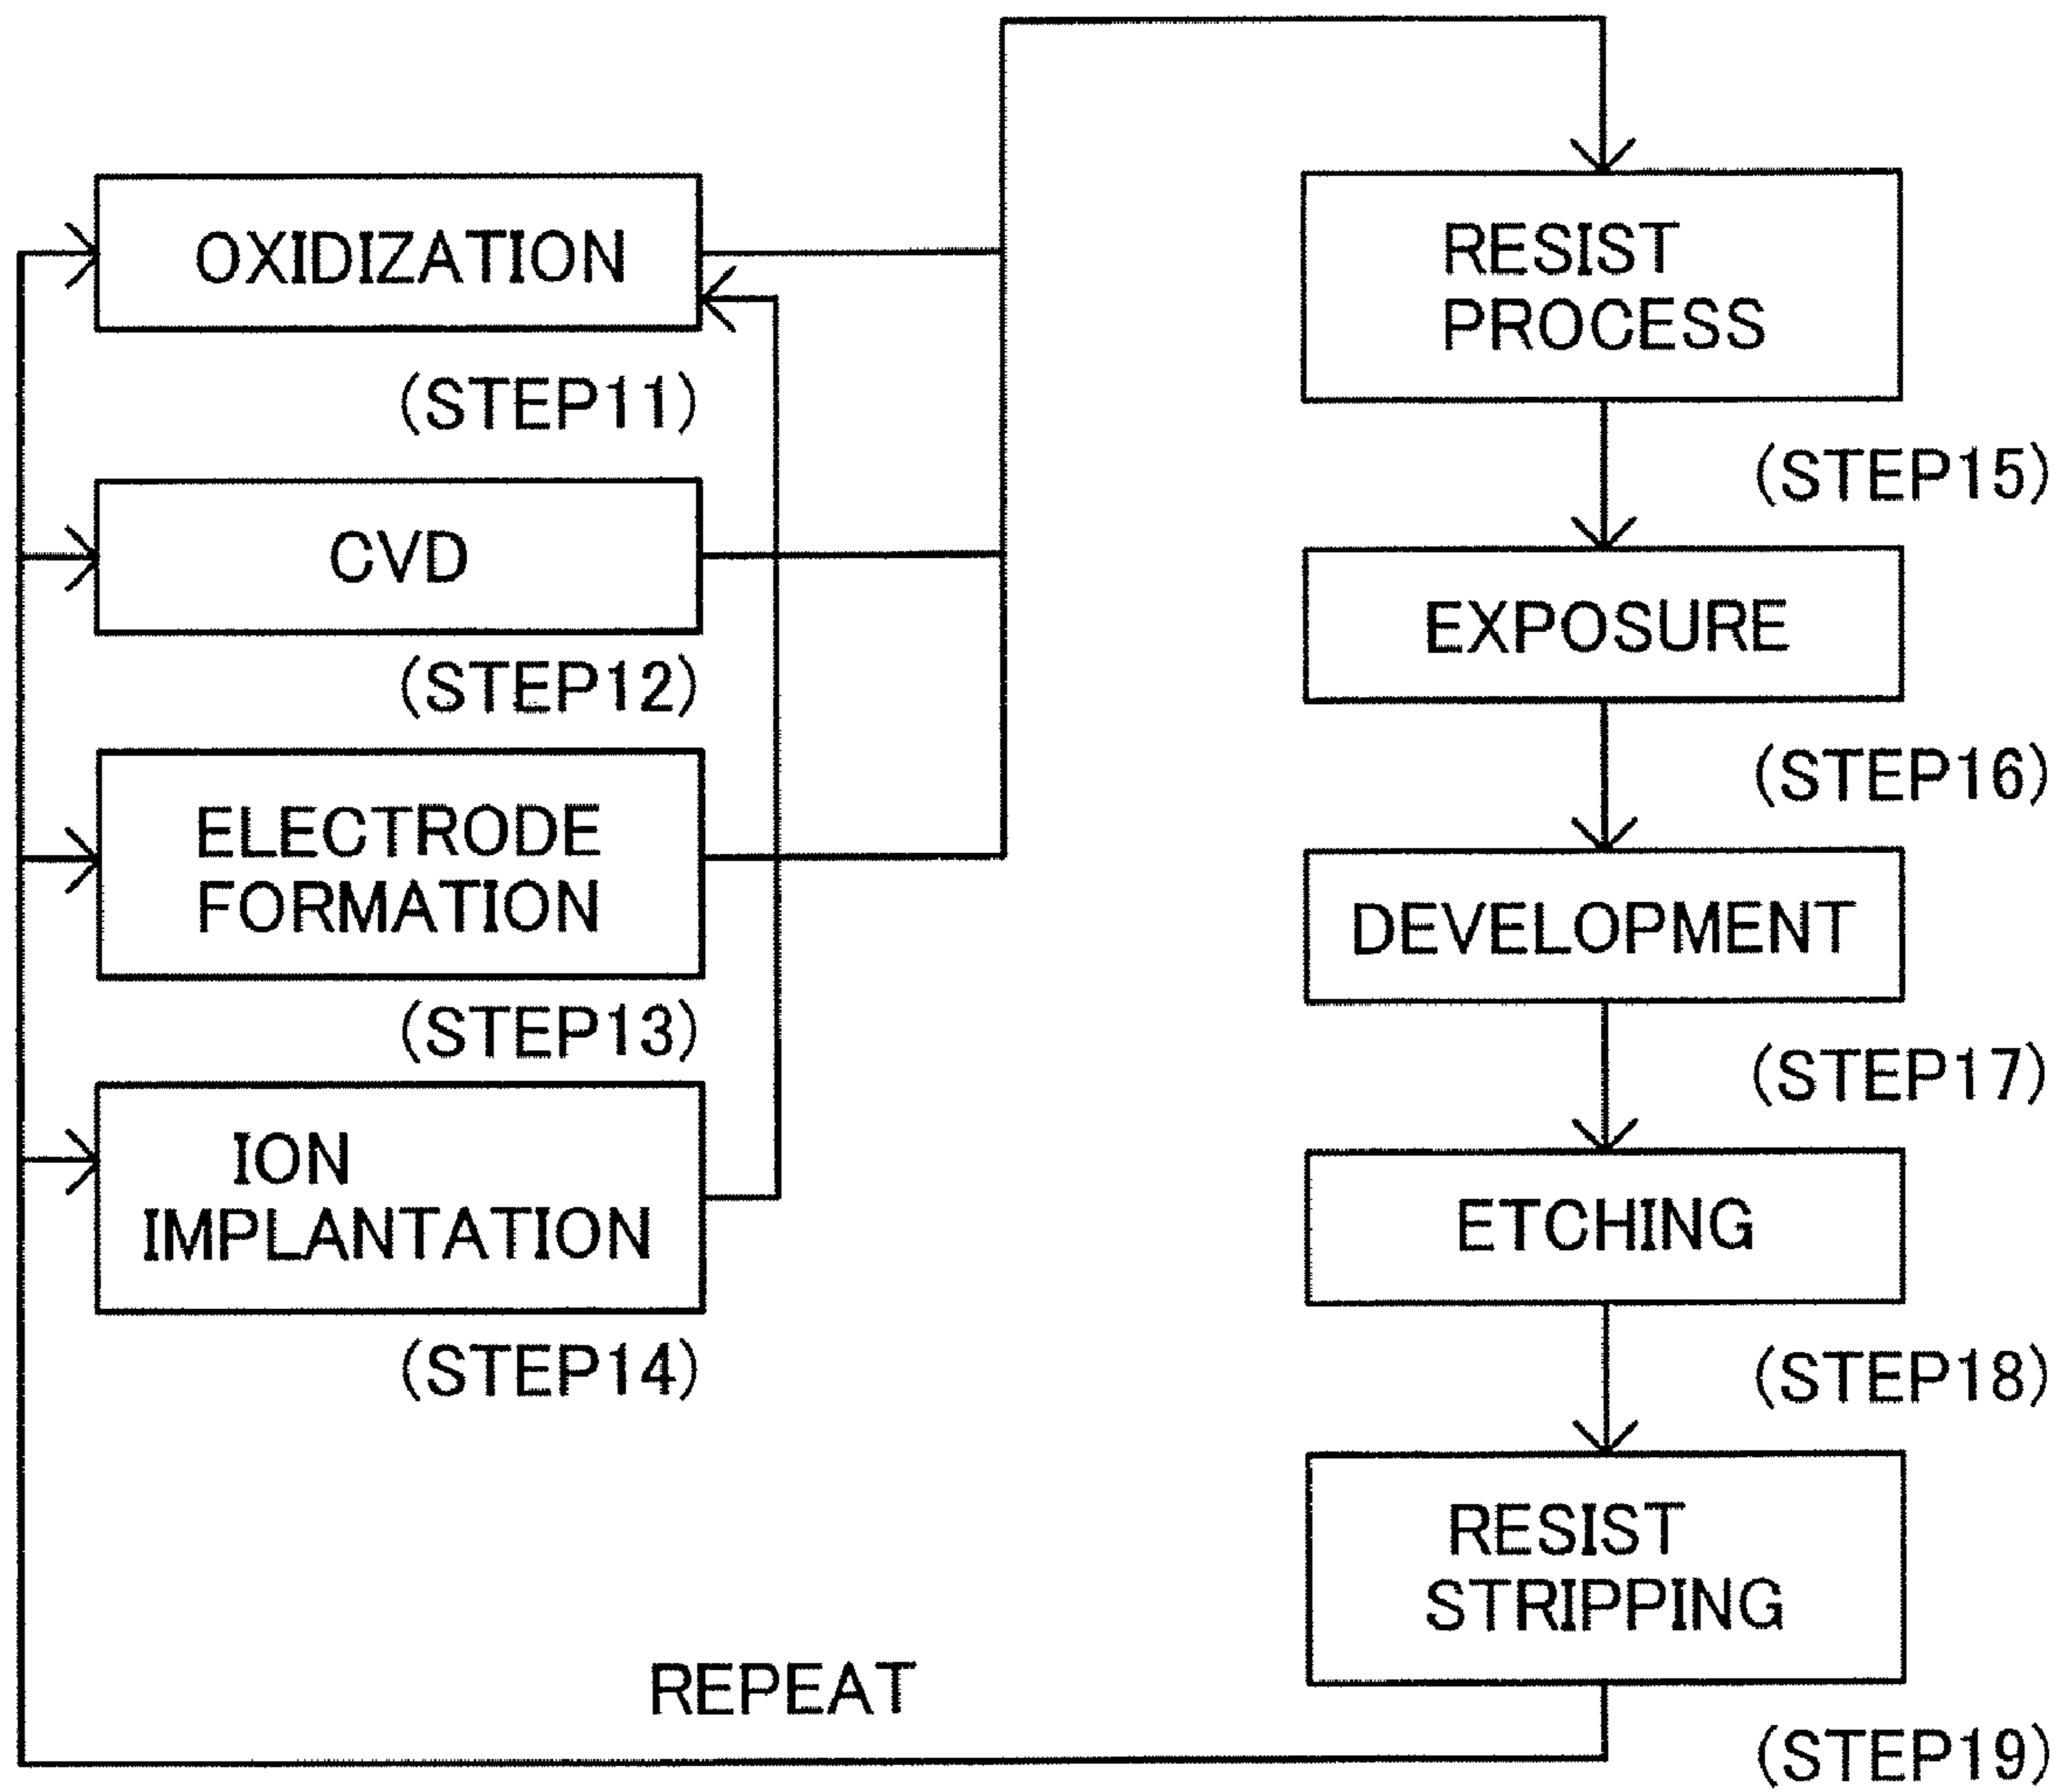 OXIDIZATION
(STEP11)
CVD
(STEP12)
ELECTRODE
FORMATION
(STEP13)
ION
IMPLANTATION
(STEP14)
RESIST
PROCESS
(STEP15)
EXPOSURE
(STEP16)
DEVELOPMENT
(STEP17)
ETCHING
(STEP18)
RESIST
STRIPPING
(STEP19)
REPEAT